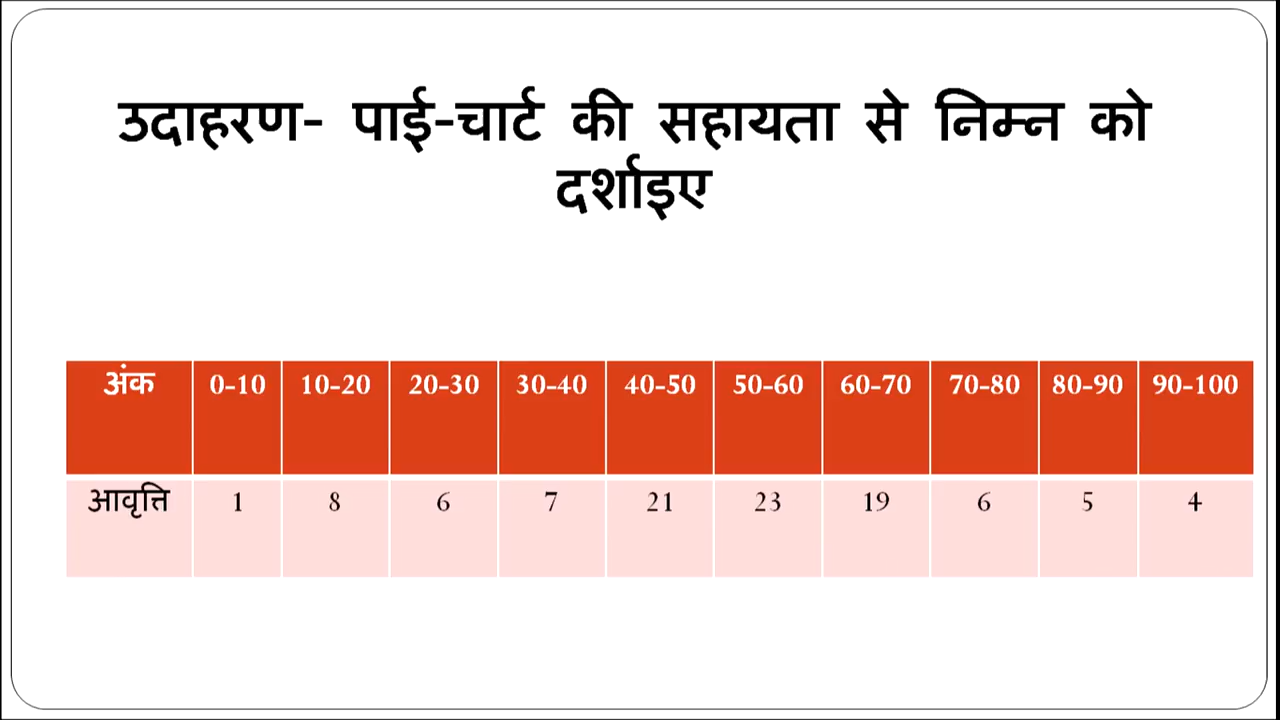 उदाहरण- पाई-चार्ट की सहायता से निम्न को
दर्शाइए
अंक 0-10 10-20 20-30 30-40 40-50 50-60 60-70 70-80 80-90 90-100
आवृत्ति 1 8 6 7 21 23 19 6 5 4